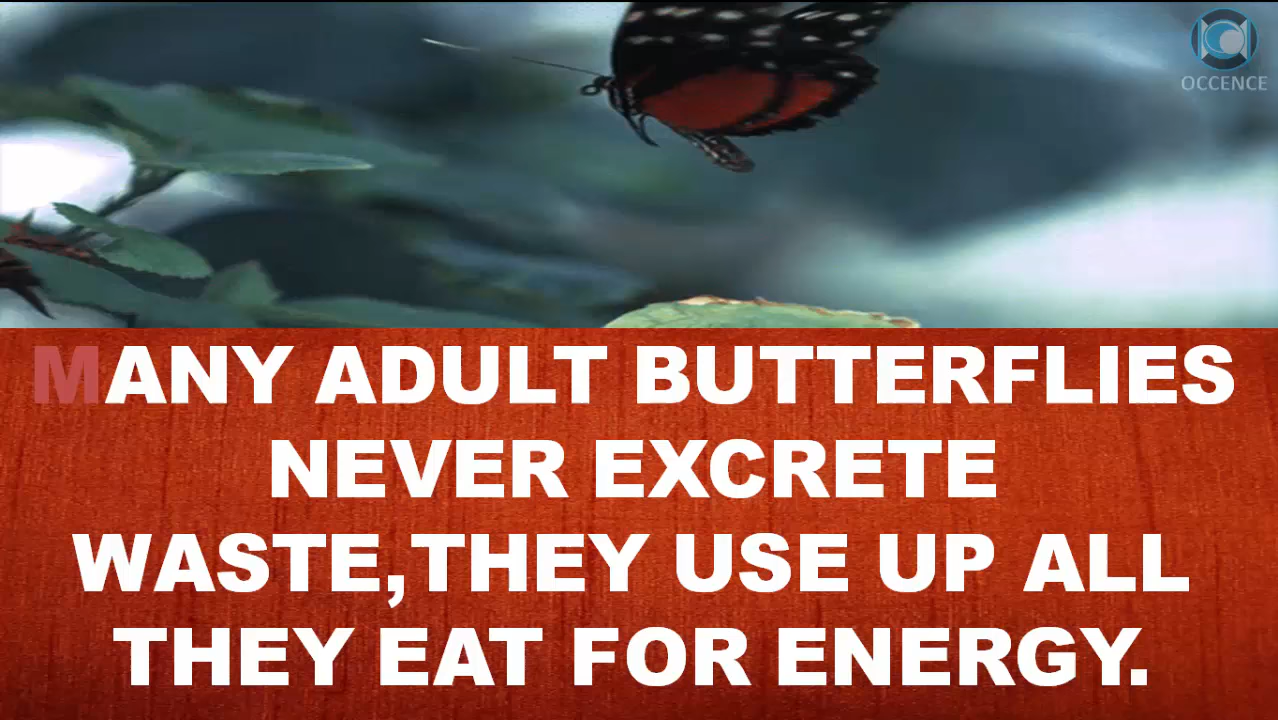 OCCENCE
MANY ADULT BUTTERFLIES
NEVER EXCRETE
WASTE,THEY USE UP ALL
THEY EAT FOR ENERGY.